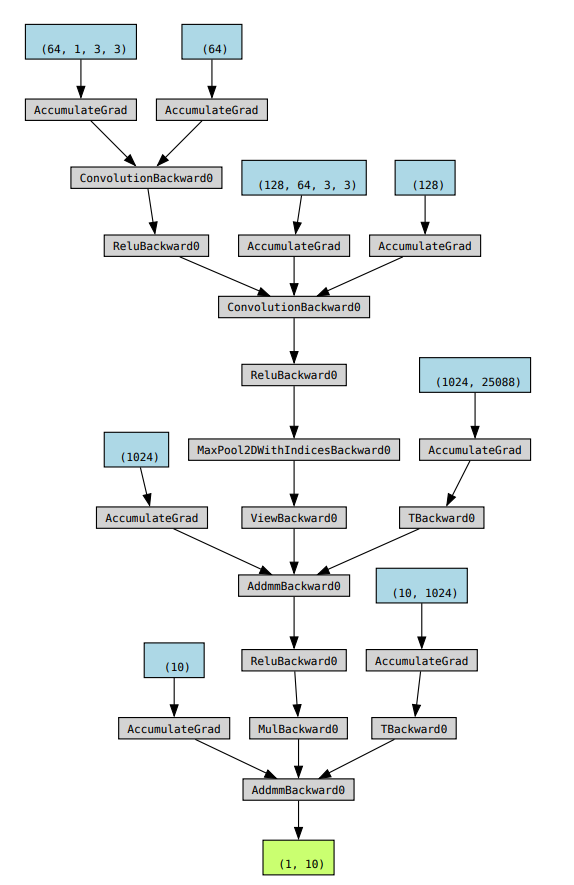 (64, 1, 3, 3)
(64)
AccumulateGrad
AccumulateGrad
ConvolutionBackward0
(128, 64, 3, 3)
(128)
ReluBackward0
AccumulateGrad
AccumulateGrad
ConvolutionBackward0
ReluBackward0
(1024, 25088)
(1024)
MaxPool2DWithIndicesBackward0
AccumulateGrad
AccumulateGrad
ViewBackward0
TBackward0
AddmmBackward0
(10, 1024)
ReluBackward0
AccumulateGrad
(10)
AccumulateGrad
MulBackward0
TBackward0
AddmmBackward0
(1, 10)